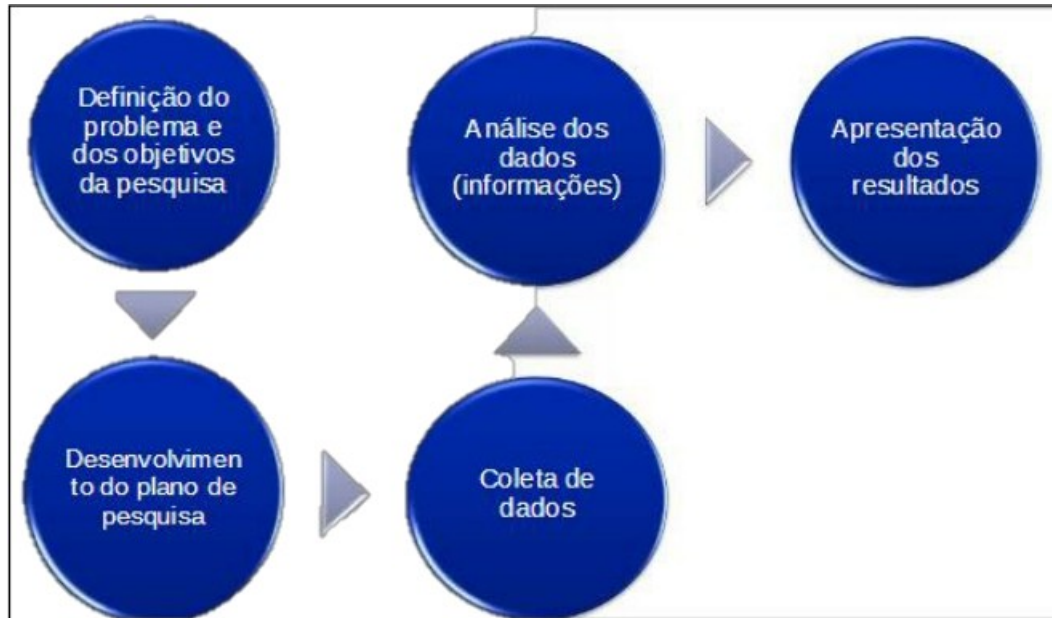 Definição do
problema e
dos objetivos
da pesquisa
Desenvolvimen
to do plano de
pesquisa
Coleta de
dados
Análise dos
dados
(informações)
Apresentação
dos
resultados